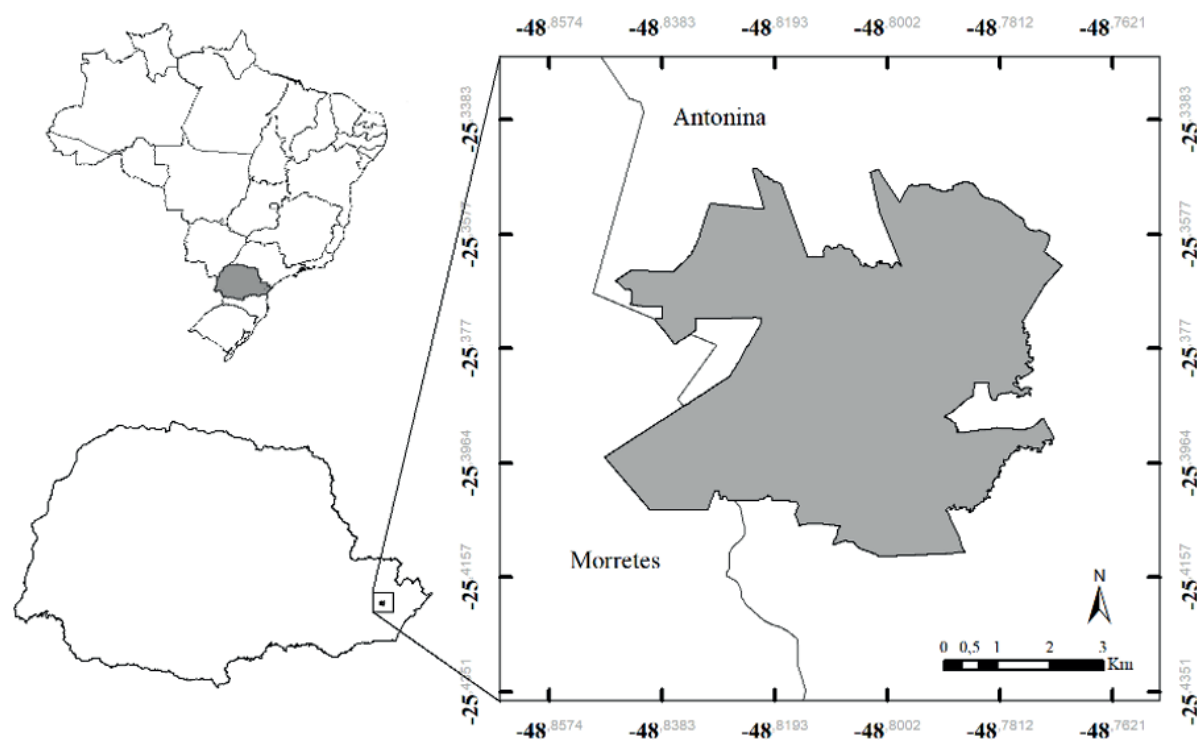 -48,8574 -48,8383 -48,8193 -48,8002 -48,7812 -48,7621
Antonina
-25,3383 -25,3383
-25,3577 -25,3577
-25,377 -25,377
-25,3964 -25,3964
Morretes
-25,4157 -25,4157
N
0 0,5 1 2 3
Km
-25,4351 -25,4351
-48,8574 -48,8383 -48,8193 -48,8002 -48,7812 -48,7621